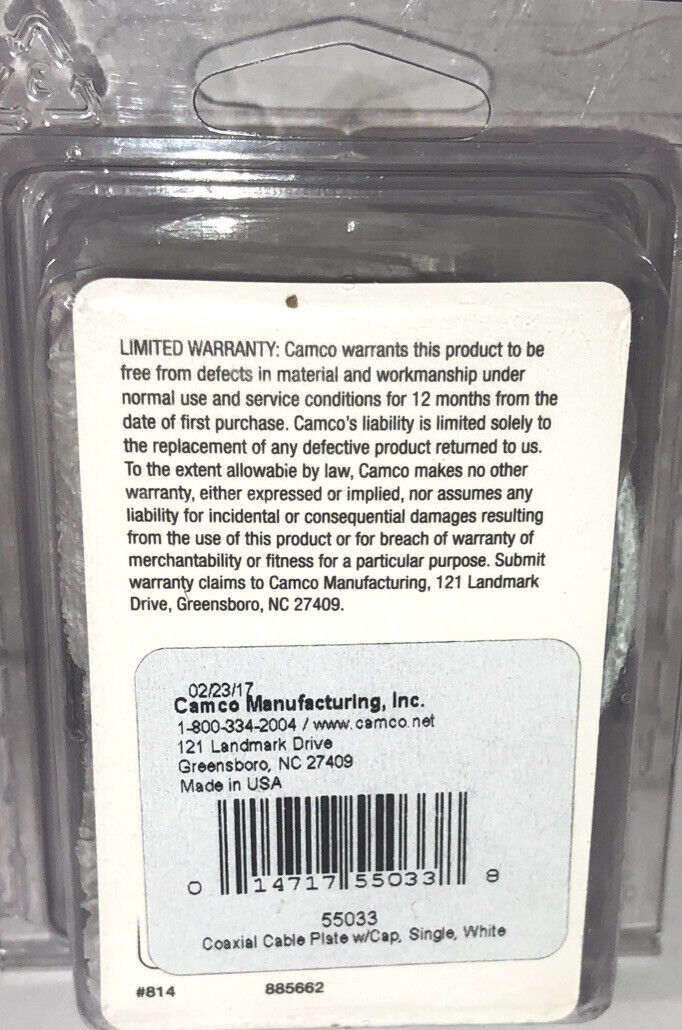 LIMITED WARRANTY: Camco warrants this product to be
free from defects in material and workmanship under
normal use and service conditions for 12 months from the
date of first purchase. Camco's liability is limited solely to
the replacement of any defective product returned to us.
To the extent allowable by law, Camco makes no other
warranty, either expressed or implied, nor assumes any
liability for incidental or consequential damages resulting
from the use of this product or for breach of warranty of
merchantability or fitness for a particular purpose. Submit
warranty claims to Camco Manufacturing, 121 Landmark
Drive, Greensboro, NC 27409.
02/23/17
Camco Manufacturing, Inc.
1-800-334-2004 / www.camco.net
121 Landmark Drive
Greensboro, NC 27409
Made in USA
0 14717 55033 8
55033
Coaxial Cable Plate w/Cap, Single, White
#814 885662